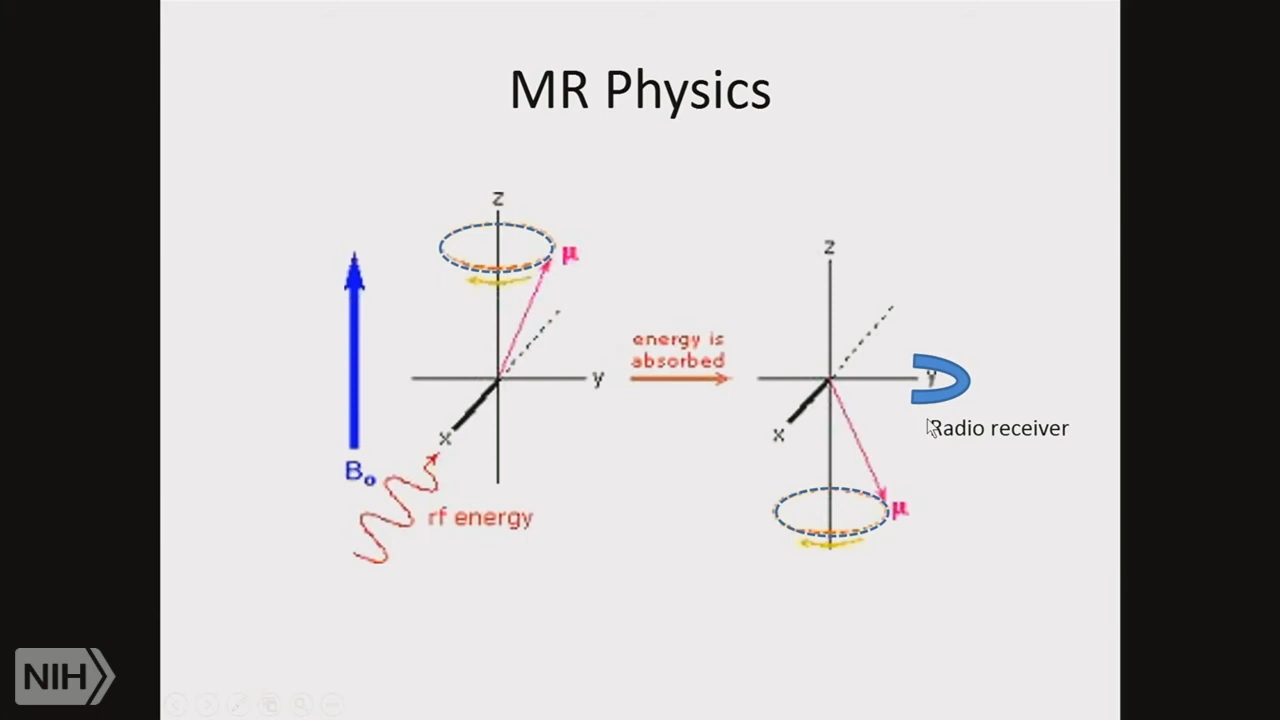 MR Physics
z
μ
y
x
B₀
rf energy
energy is
absorbed
z
Y
x
μ
Radio receiver
NIH